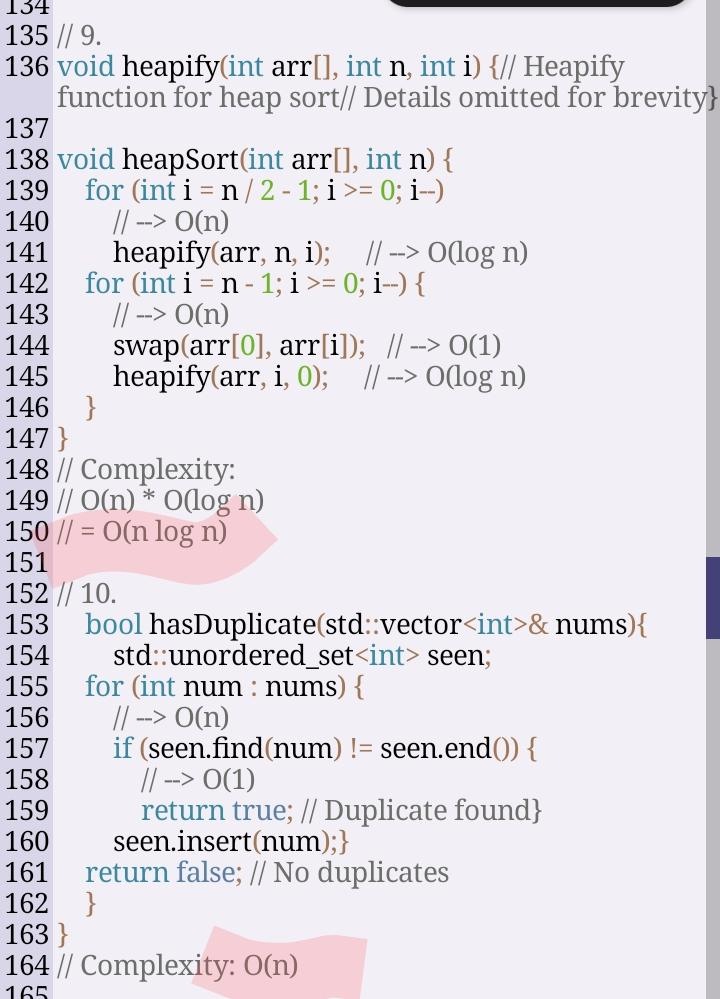 134
135 // 9.
136 void heapify(int arr[], int n, int i) {// Heapify
function for heap sort// Details omitted for brevity}
137
138 void heapSort(int arr[], int n) {
139 for (int i = n / 2 - 1; i >= 0; i--)
140 // --> O(n)
141 heapify(arr, n, i); // --> O(log n)
142 for (int i = n - 1; i >= 0; i--) {
143 // --> O(n)
144 swap(arr[0], arr[i]); // --> O(1)
145 heapify(arr, i, 0); // --> O(log n)
146 }
147 }
148 // Complexity:
149 // O(n) * O(log n)
150 // = O(n log n)
151
152 // 10.
153 bool hasDuplicate(std::vector<int>& nums){
154 std::unordered_set<int> seen;
155 for (int num : nums) {
156 // --> O(n)
157 if (seen.find(num) != seen.end()) {
158 // --> O(1)
159 return true; // Duplicate found}
160 seen.insert(num);}
161 return false; // No duplicates
162 }
163 }
164 // Complexity: O(n)
165